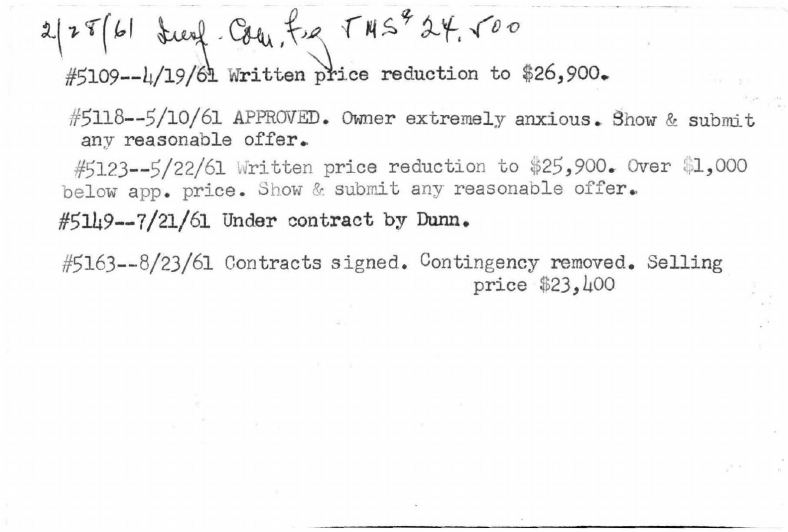 2/28/61 Com. fig TMS 24,500
#5109--4/19/61 Written price reduction to $26,900.
#5118--5/10/61 APPROVED. Owner extremely anxious. Show & submit
any reasonable offer.
#5123--5/22/61 Written price reduction to $25,900. Over $1,000
below app. price. Show & submit any reasonable offer.
#5149--7/21/61 Under contract by Dunn.
#5163--8/23/61 Contracts signed. Contingency removed. Selling
price $23,400